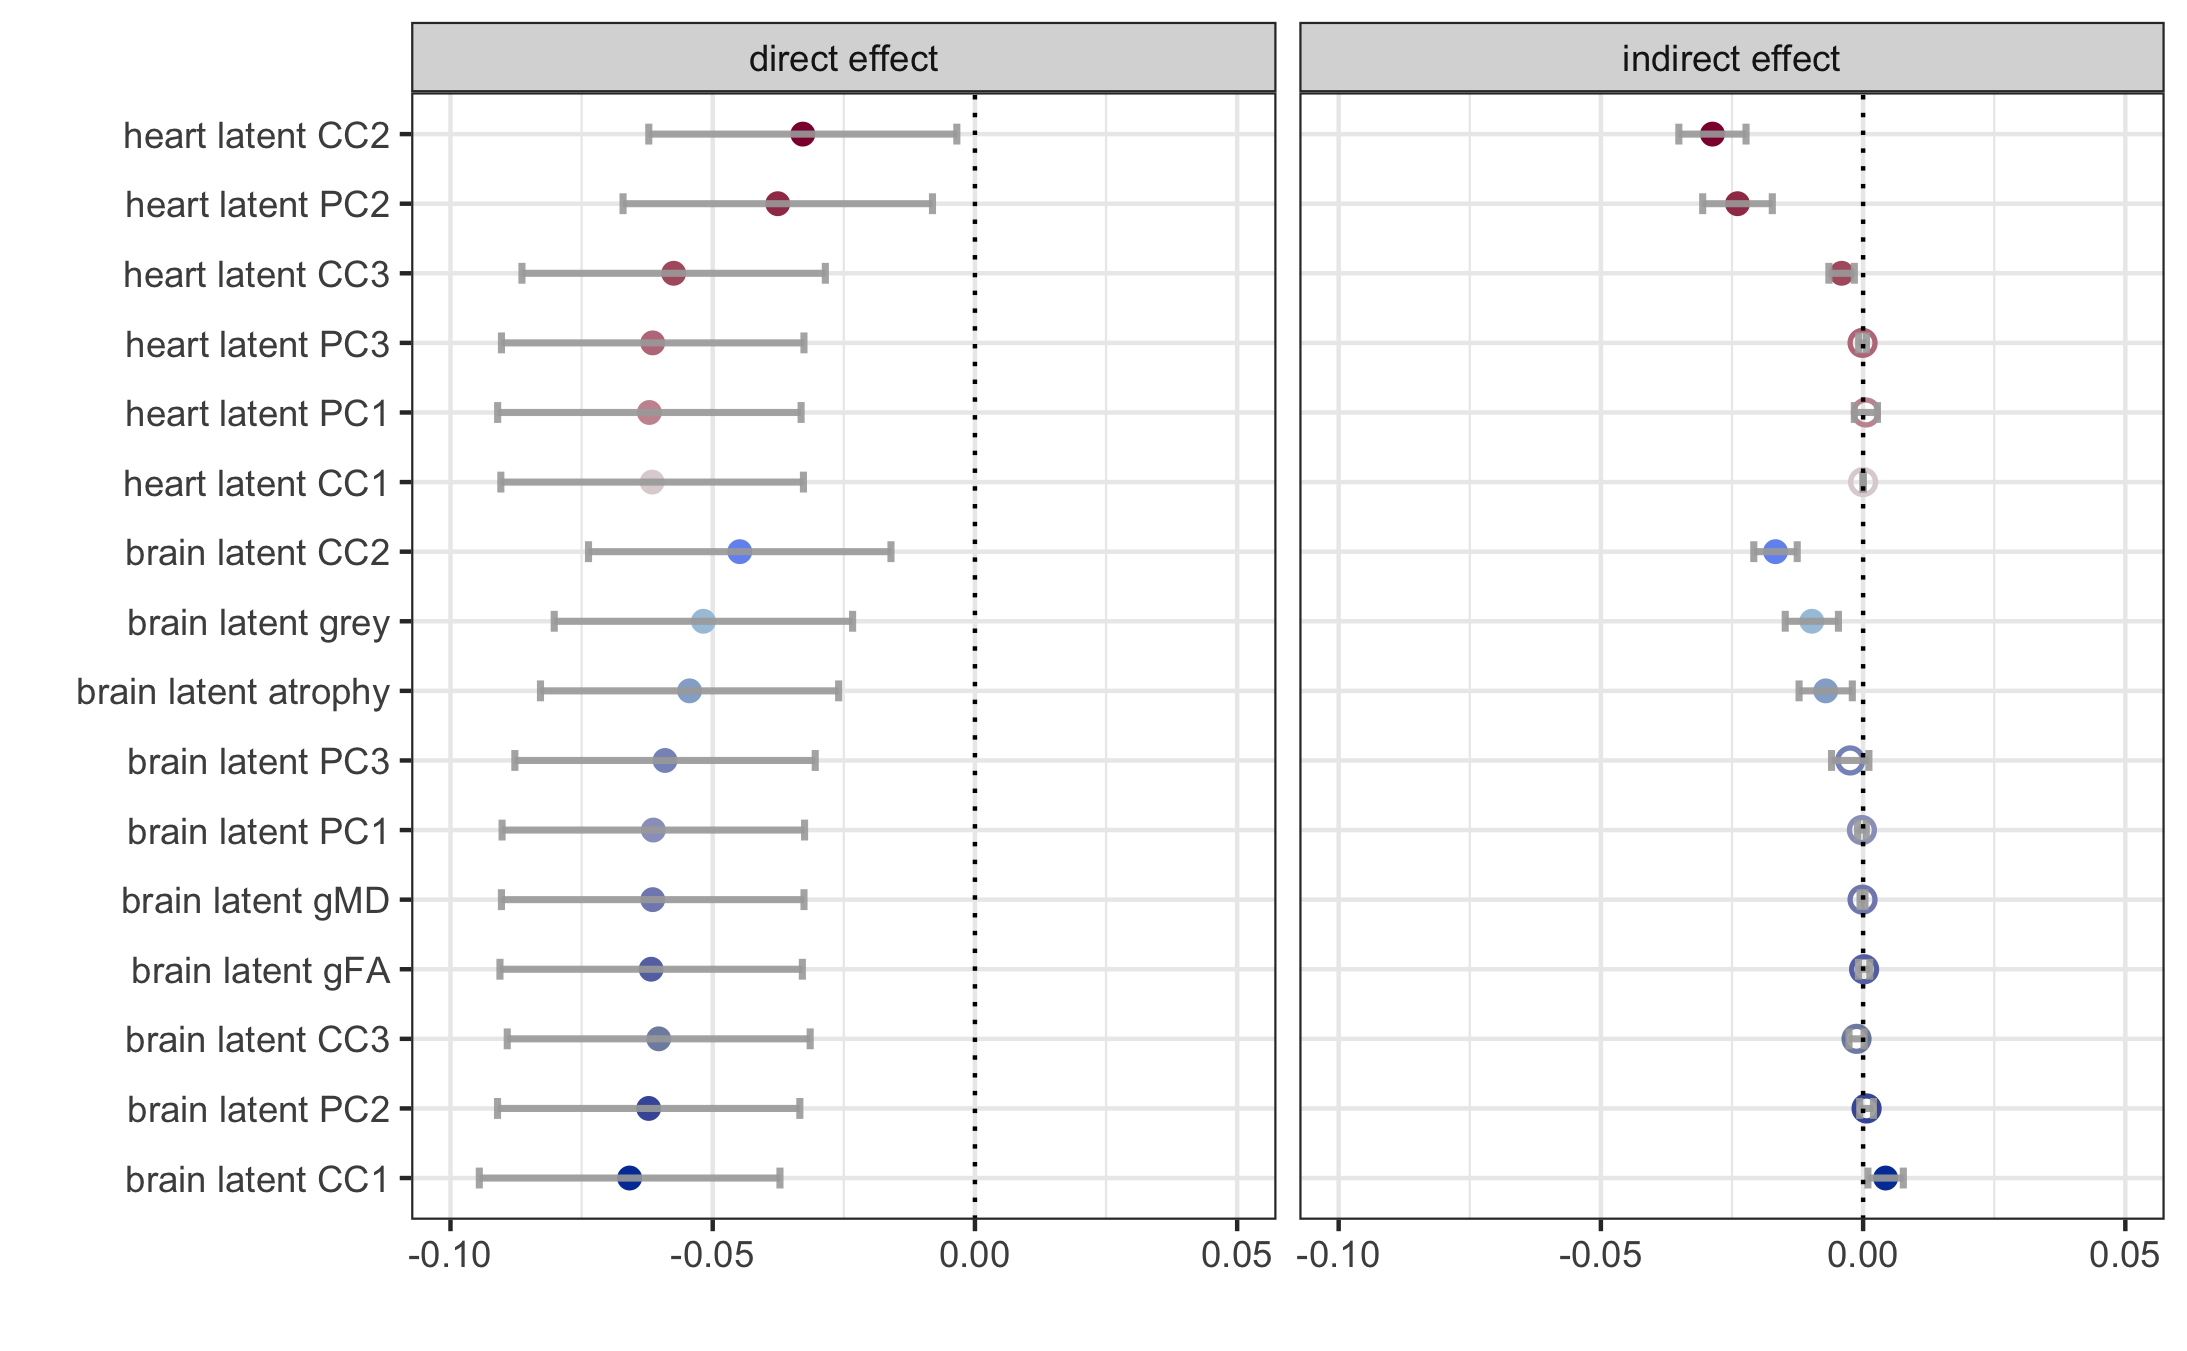 direct effect
indirect effect
heart latent CC2
heart latent PC2
heart latent CC3
heart latent PC3
heart latent PC1
heart latent CC1
brain latent CC2
brain latent grey
brain latent atrophy
brain latent PC3
brain latent PC1
brain latent gMD
brain latent gFA
brain latent CC3
brain latent PC2
brain latent CC1
-0.10 -0.05 0.00 0.05
-0.10 -0.05 0.00 0.05